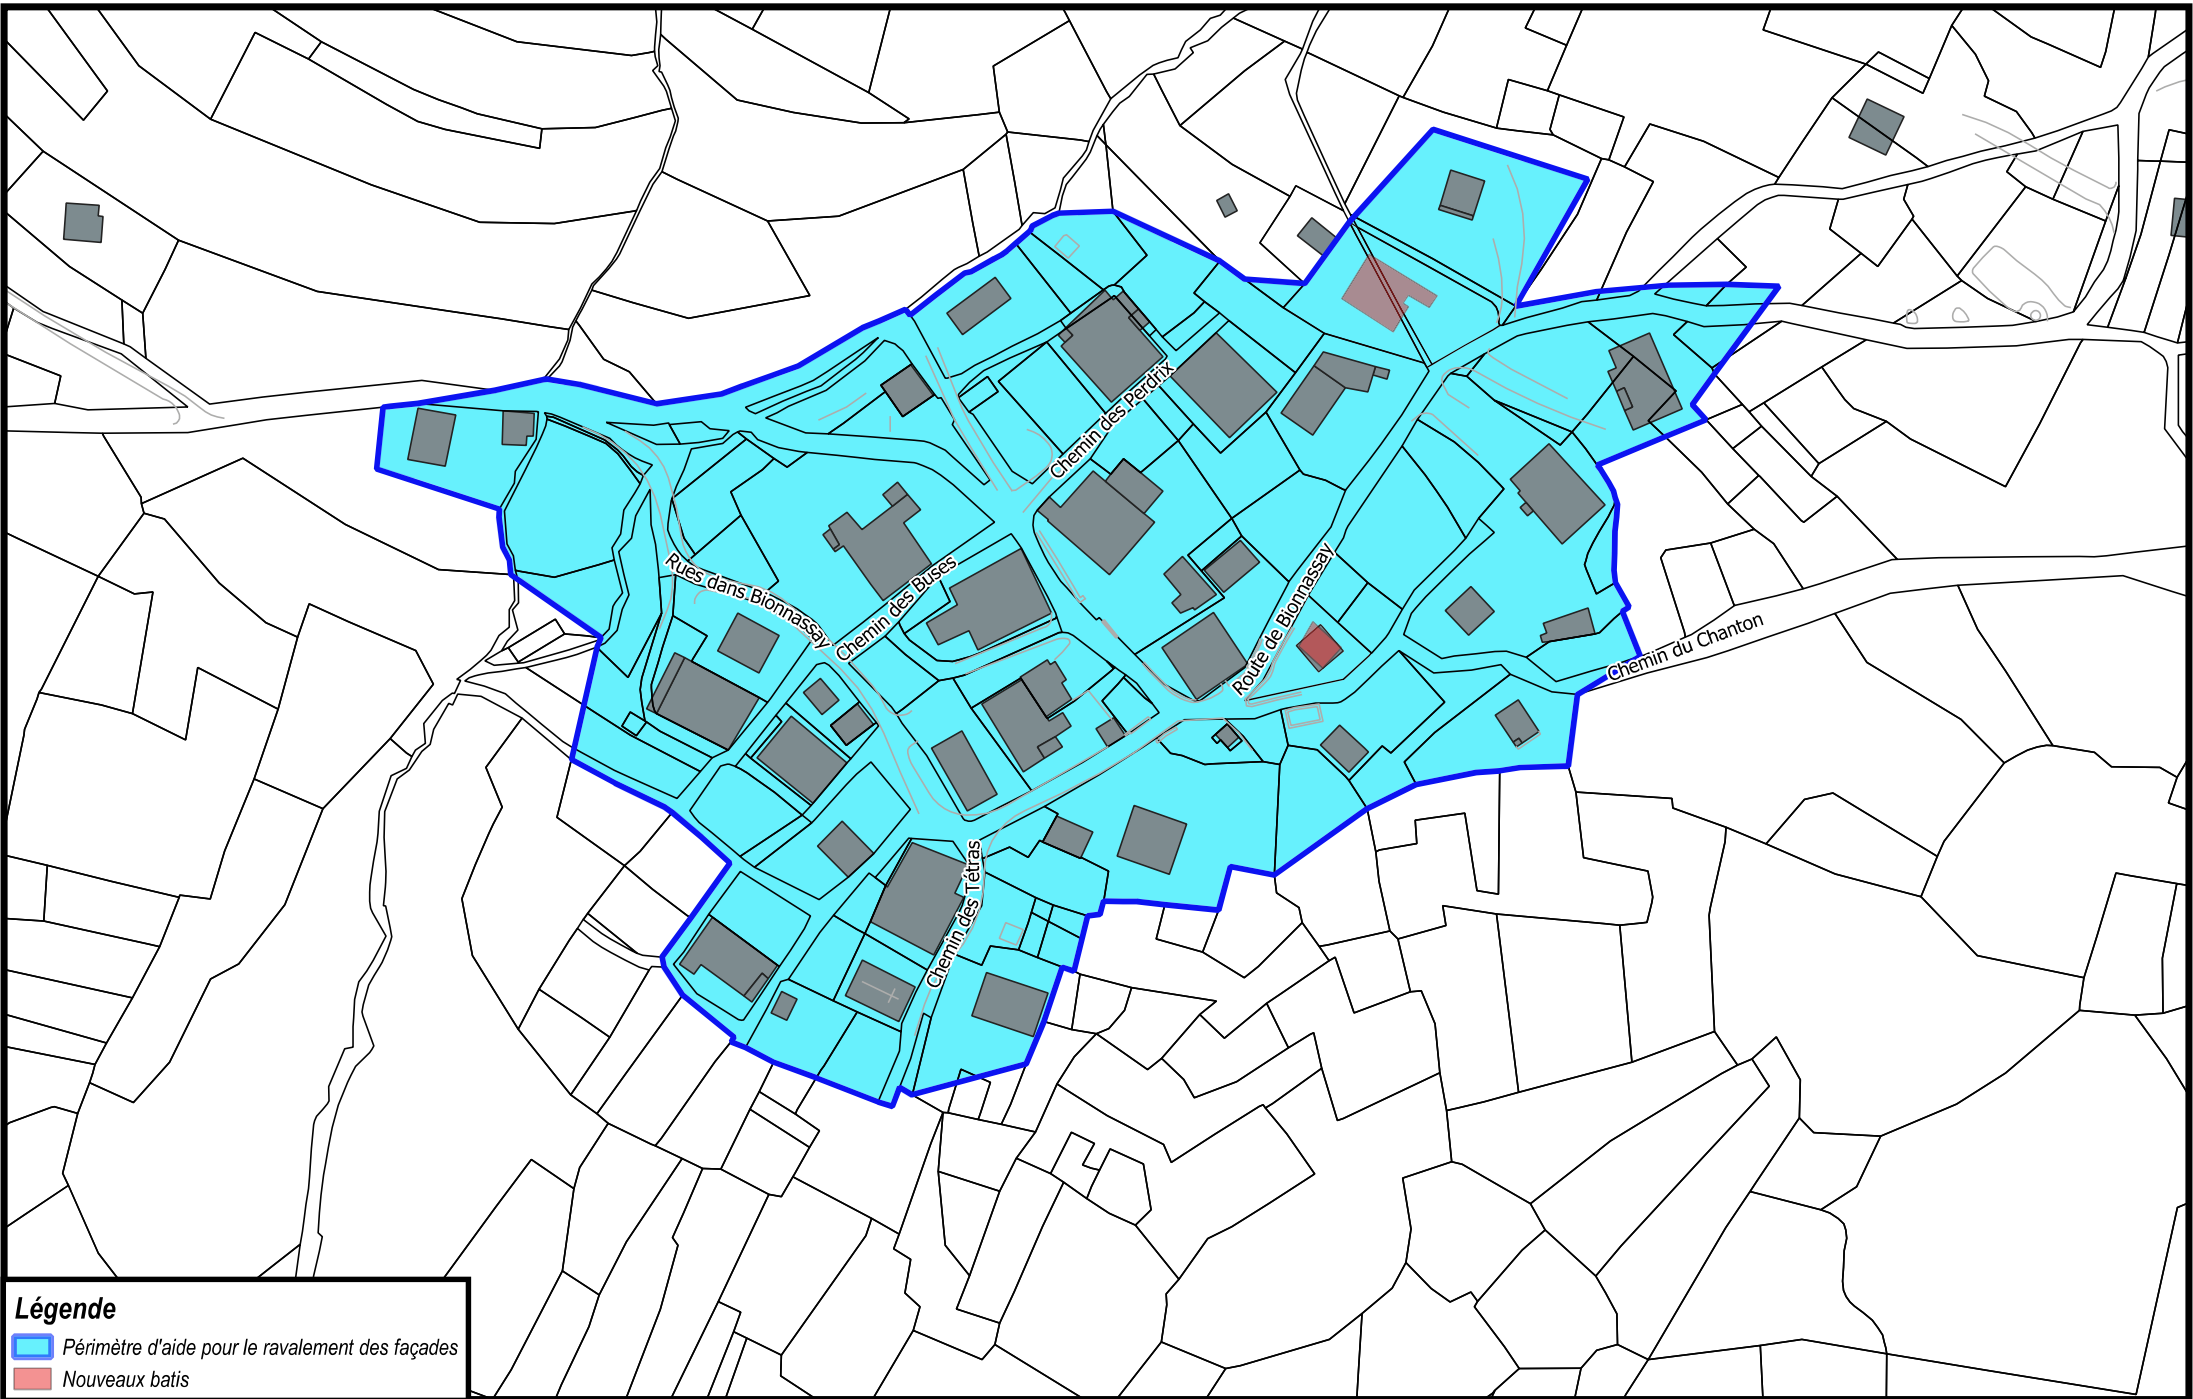 Chemin des Perdrix
Rues dans Bionnassay
Chemin des Buses
Route de Bionnassay
Chemin du Chanton
Chemin des Tétras
Légende
Périmètre d'aide pour le ravalement des façades
Nouveaux batis